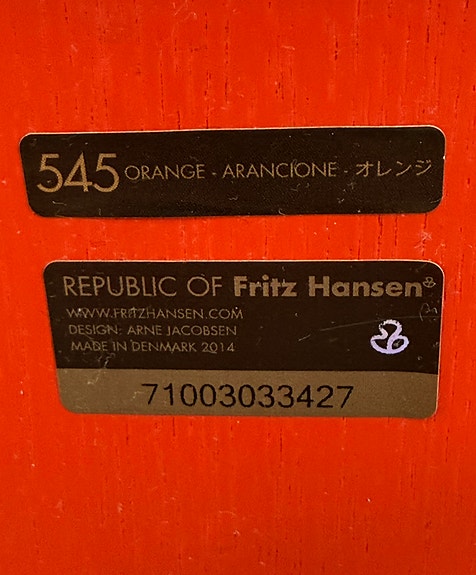 545 ORANGE - ARANCIONE - オレンジ
REPUBLIC OF Fritz Hansen®
WWW.FRITZHANSEN.COM
DESIGN: ARNE JACOBSEN
MADE IN DENMARK 2014
71003033427